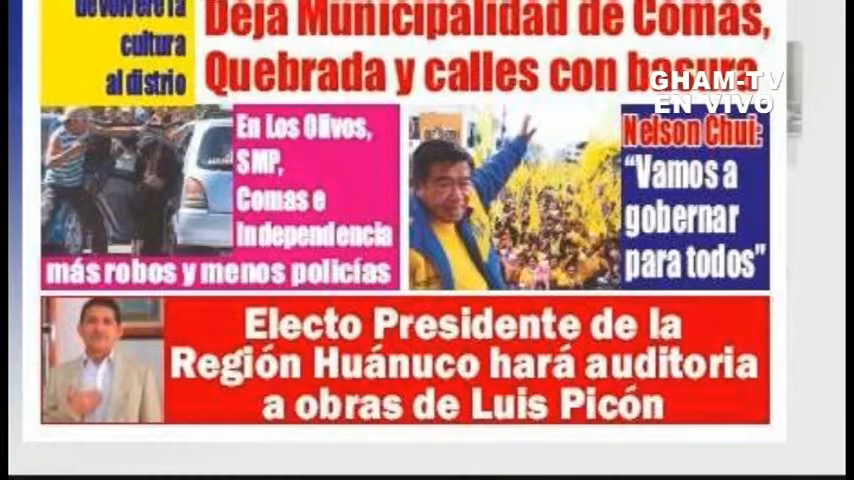 devolverle la
cultura
al distrio
Deja Municipalidad de Comas,
Quebrada y calles con basura
GHAM-TV
EN VIVO
En Los Olivos,
SMP,
Comas e
Independencia
más robos y menos policías
Nelson Chui:
“Vamos a
gobernar
para todos”
Electo Presidente de la
Región Huánuco hará auditoria
a obras de Luis Picón